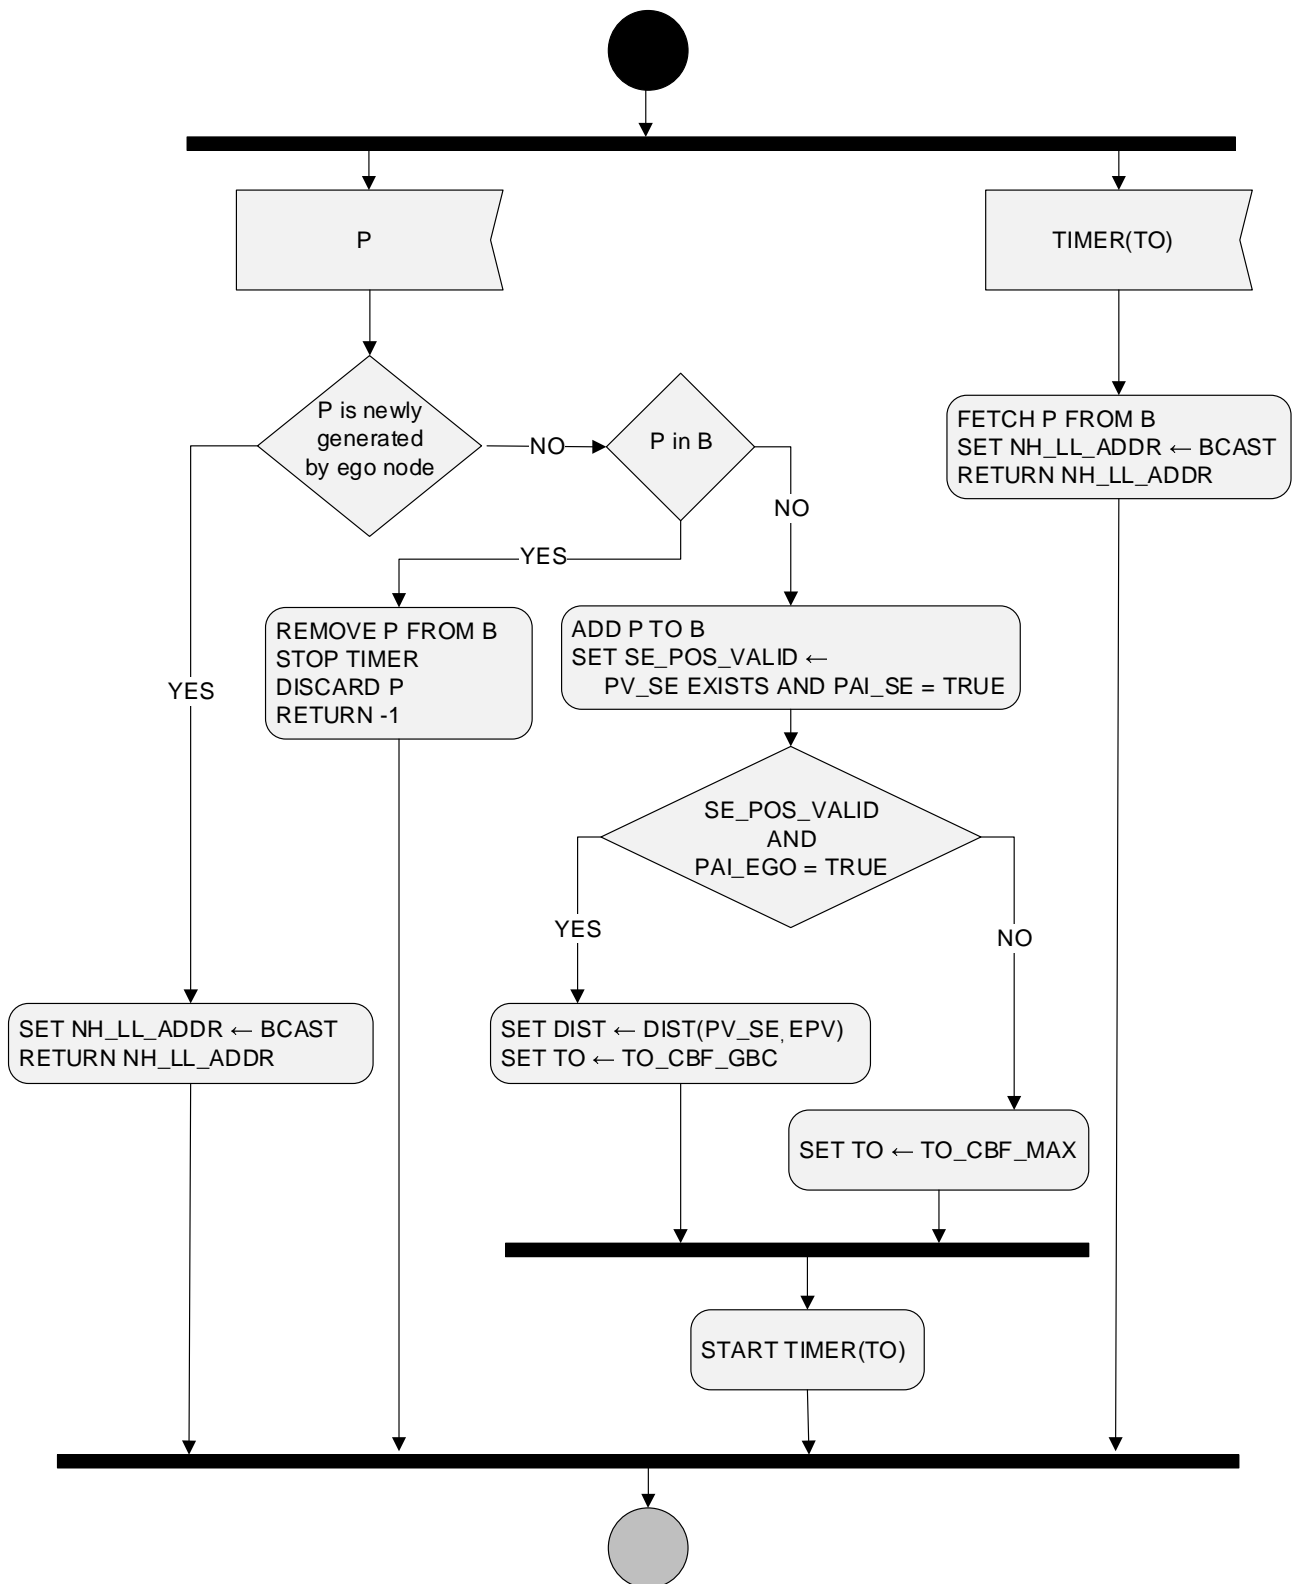 P
TIMER(TO)
P is newly
generated
by ego node
NO
P in B
FETCH P FROM B
SET NH_LL_ADDR ← BCAST
RETURN NH_LL_ADDR
NO
YES
YES
REMOVE P FROM B
STOP TIMER
DISCARD P
RETURN -1
ADD P TO B
SET SE_POS_VALID ←
PV_SE EXISTS AND PAI_SE = TRUE
SE_POS_VALID
AND
PAI_EGO = TRUE
YES
NO
SET NH_LL_ADDR ← BCAST
RETURN NH_LL_ADDR
SET DIST ← DIST(PV_SE, EPV)
SET TO ← TO_CBF_GBC
SET TO ← TO_CBF_MAX
START TIMER(TO)